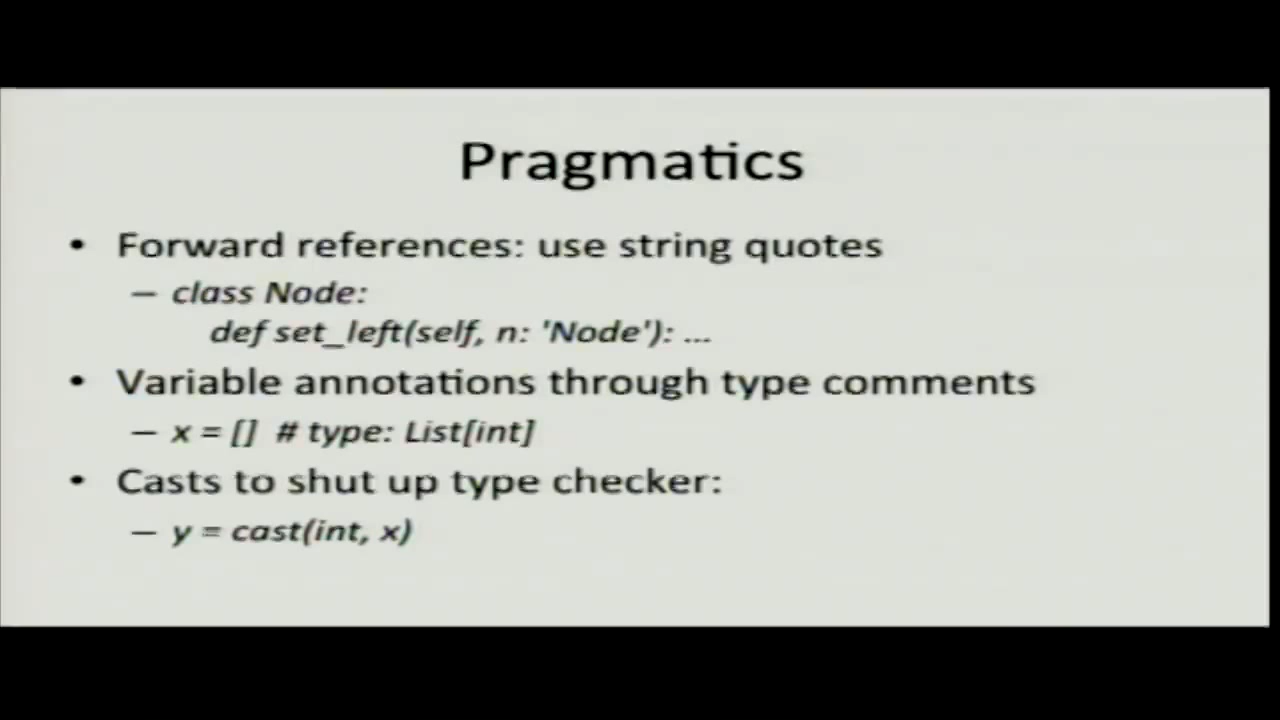 Pragmatics
• Forward references: use string quotes
– class Node:
def set_left(self, n: 'Node'): ...
• Variable annotations through type comments
– x = [] # type: List[int]
• Casts to shut up type checker:
– y = cast(int, x)